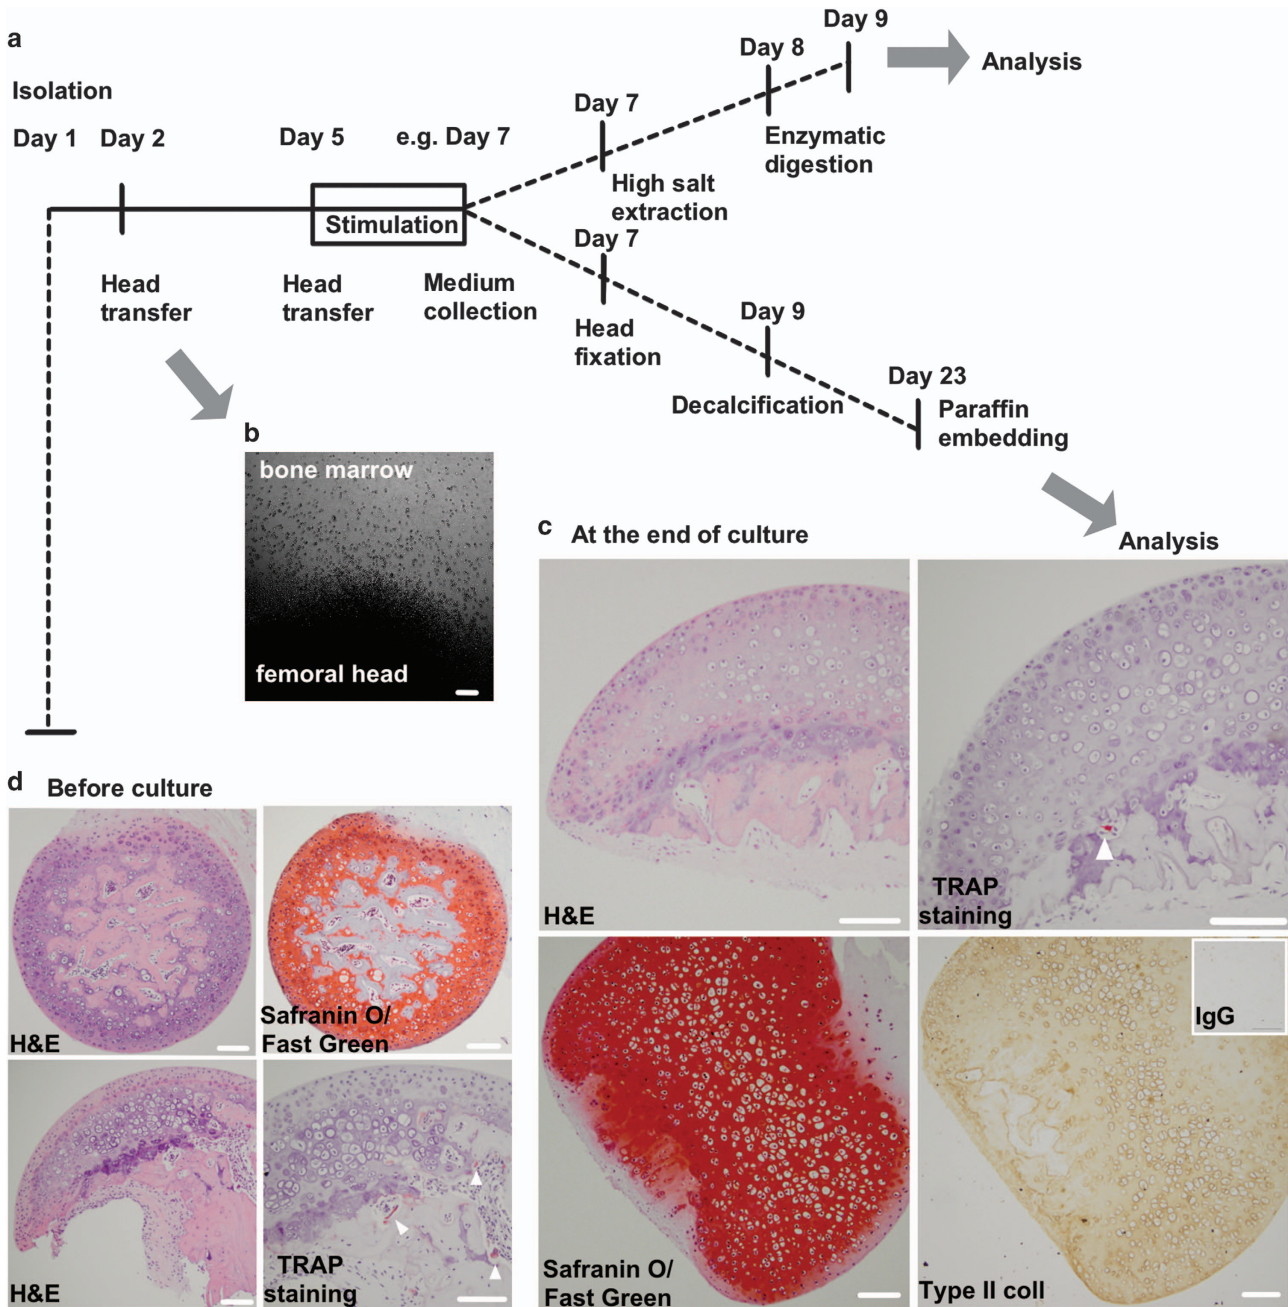 a
Isolation
Day 1
Day 2
Day 5
e.g. Day 7
Stimulation
Head
transfer
Head
transfer
Medium
collection
Day 7
High salt
extraction
Day 8
Enzymatic
digestion
Day 9
Analysis
Day 7
Head
fixation
Day 9
Decalcification
Day 23
Paraffin
embedding
Analysis
b
bone marrow
femoral head
c
At the end of culture
H&E
TRAP
staining
Safranin O/
Fast Green
IgG
Type II coll
d
Before culture
H&E
Safranin O/
Fast Green
H&E
TRAP
staining